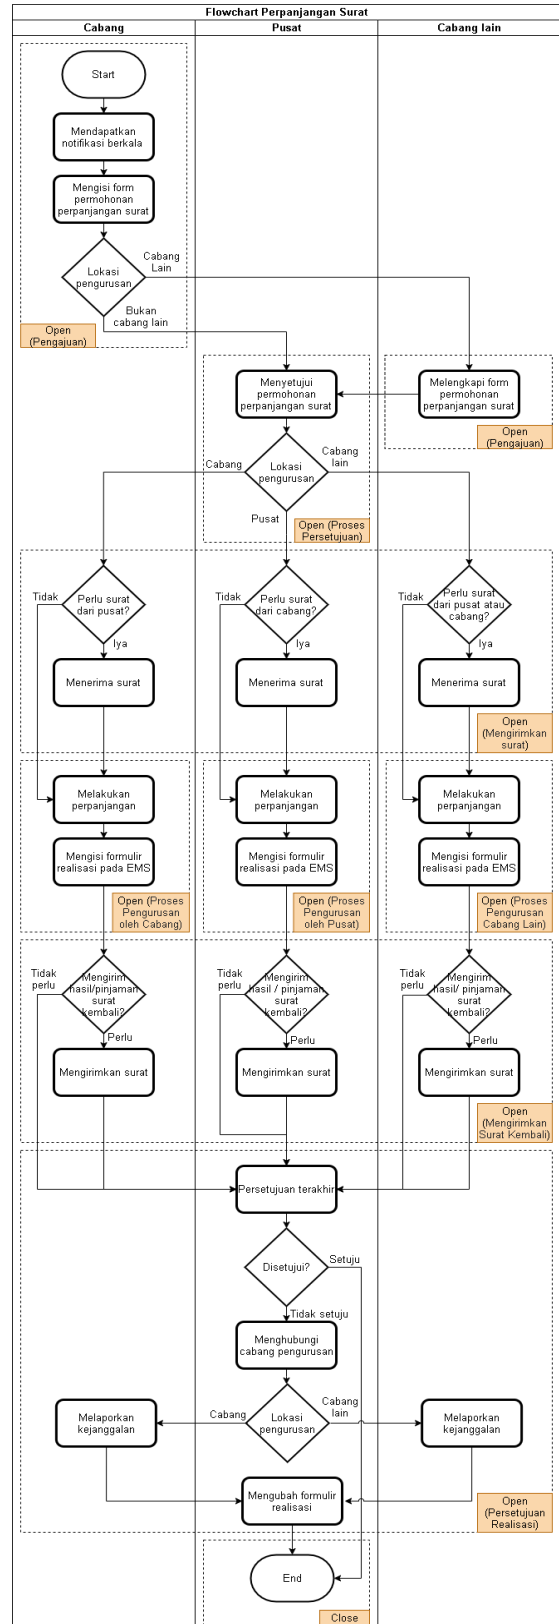 Flowchart Perpanjangan Surat
Cabang
Pusat
Cabang lain
Start
Mendapatkan
notifikasi berkala
Mengisi form
permohonan
perpanjangan surat
Lokasi
pengurusan
Cabang
Lain
Bukan
cabang lain
Open
(Pengajuan)
Menyetujui
permohonan
perpanjangan surat
Melengkapi form
permohonan
perpanjangan surat
Open
(Pengajuan)
Lokasi
pengurusan
Cabang
Cabang
lain
Pusat
Open (Proses
Persetujuan)
Tidak
Perlu surat
dari pusat?
Iya
Menerima surat
Tidak
Perlu surat
dari cabang?
Iya
Menerima surat
Tidak
Perlu surat
dari pusat atau
cabang?
Iya
Menerima surat
Open
(Mengirimkan
surat)
Melakukan
perpanjangan
Mengisi formulir
realisasi pada EMS
Open (Proses
Pengurusan
oleh Cabang)
Melakukan
perpanjangan
Mengisi formulir
realisasi pada EMS
Open (Proses
Pengurusan
oleh Pusat)
Melakukan
perpanjangan
Mengisi formulir
realisasi pada EMS
Open (Proses
Pengurusan
Cabang Lain)
Tidak
perlu
Mengirim
hasil/pinjaman
surat
kembali?
Perlu
Mengirimkan surat
Tidak
perlu
Mengirim
hasil / pinjaman
surat
kembali?
Perlu
Mengirimkan surat
Tidak
perlu
Mengirim
hasil/ pinjaman
surat
kembali?
Perlu
Mengirimkan surat
Open
(Mengirimkan
Surat Kembali)
Persetujuan terakhir
Disetujui?
Setuju
Tidak setuju
Menghubungi
cabang pengurusan
Lokasi
pengurusan
Cabang
Cabang
lain
Melaporkan
kejanggalan
Melaporkan
kejanggalan
Mengubah formulir
realisasi
Open
(Persetujuan
Realisasi)
End
Close